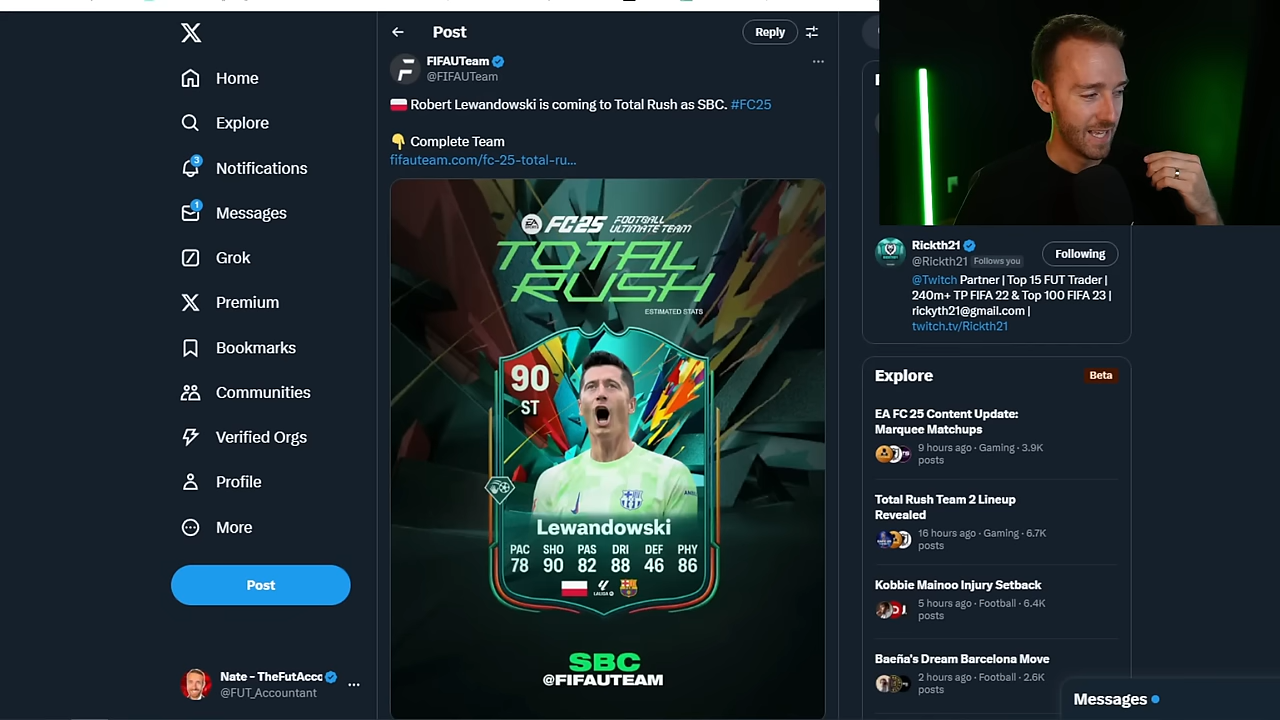 Home
Explore
3
Notifications
1
Messages
Grok
Premium
Bookmarks
Communities
Verified Orgs
Profile
More
Post
Nate - TheFutAcc
@FUT_Accountant
Post
Reply
FIFAUTeam
@FIFAUTeam
Robert Lewandowski is coming to Total Rush as SBC. #FC25
Complete Team
fifauteam.com/fc-25-total-ru...
EA SPORTS FC25 FOOTBALL
ULTIMATE TEAM
TOTAL
RUSH
ESTIMATED STATS
90
ST
Lewandowski
PAC SHO PAS DRI DEF PHY
78 90 82 88 46 86
LALIGA
SBC
@FIFAUTEAM
Rickth21
@Rickth21 Follows you
Following
@Twitch Partner | Top 15 FUT Trader |
240m+ TP FIFA 22 & Top 100 FIFA 23 |
rickyth21@gmail.com |
twitch.tv/Rickth21
Explore
Beta
EA FC 25 Content Update:
Marquee Matchups
9 hours ago · Gaming · 3.9K
posts
Total Rush Team 2 Lineup
Revealed
16 hours ago · Gaming · 6.7K
posts
Kobbie Mainoo Injury Setback
5 hours ago · Football · 6.4K
posts
Baeña's Dream Barcelona Move
2 hours ago · Football · 2.6K
posts
Messages